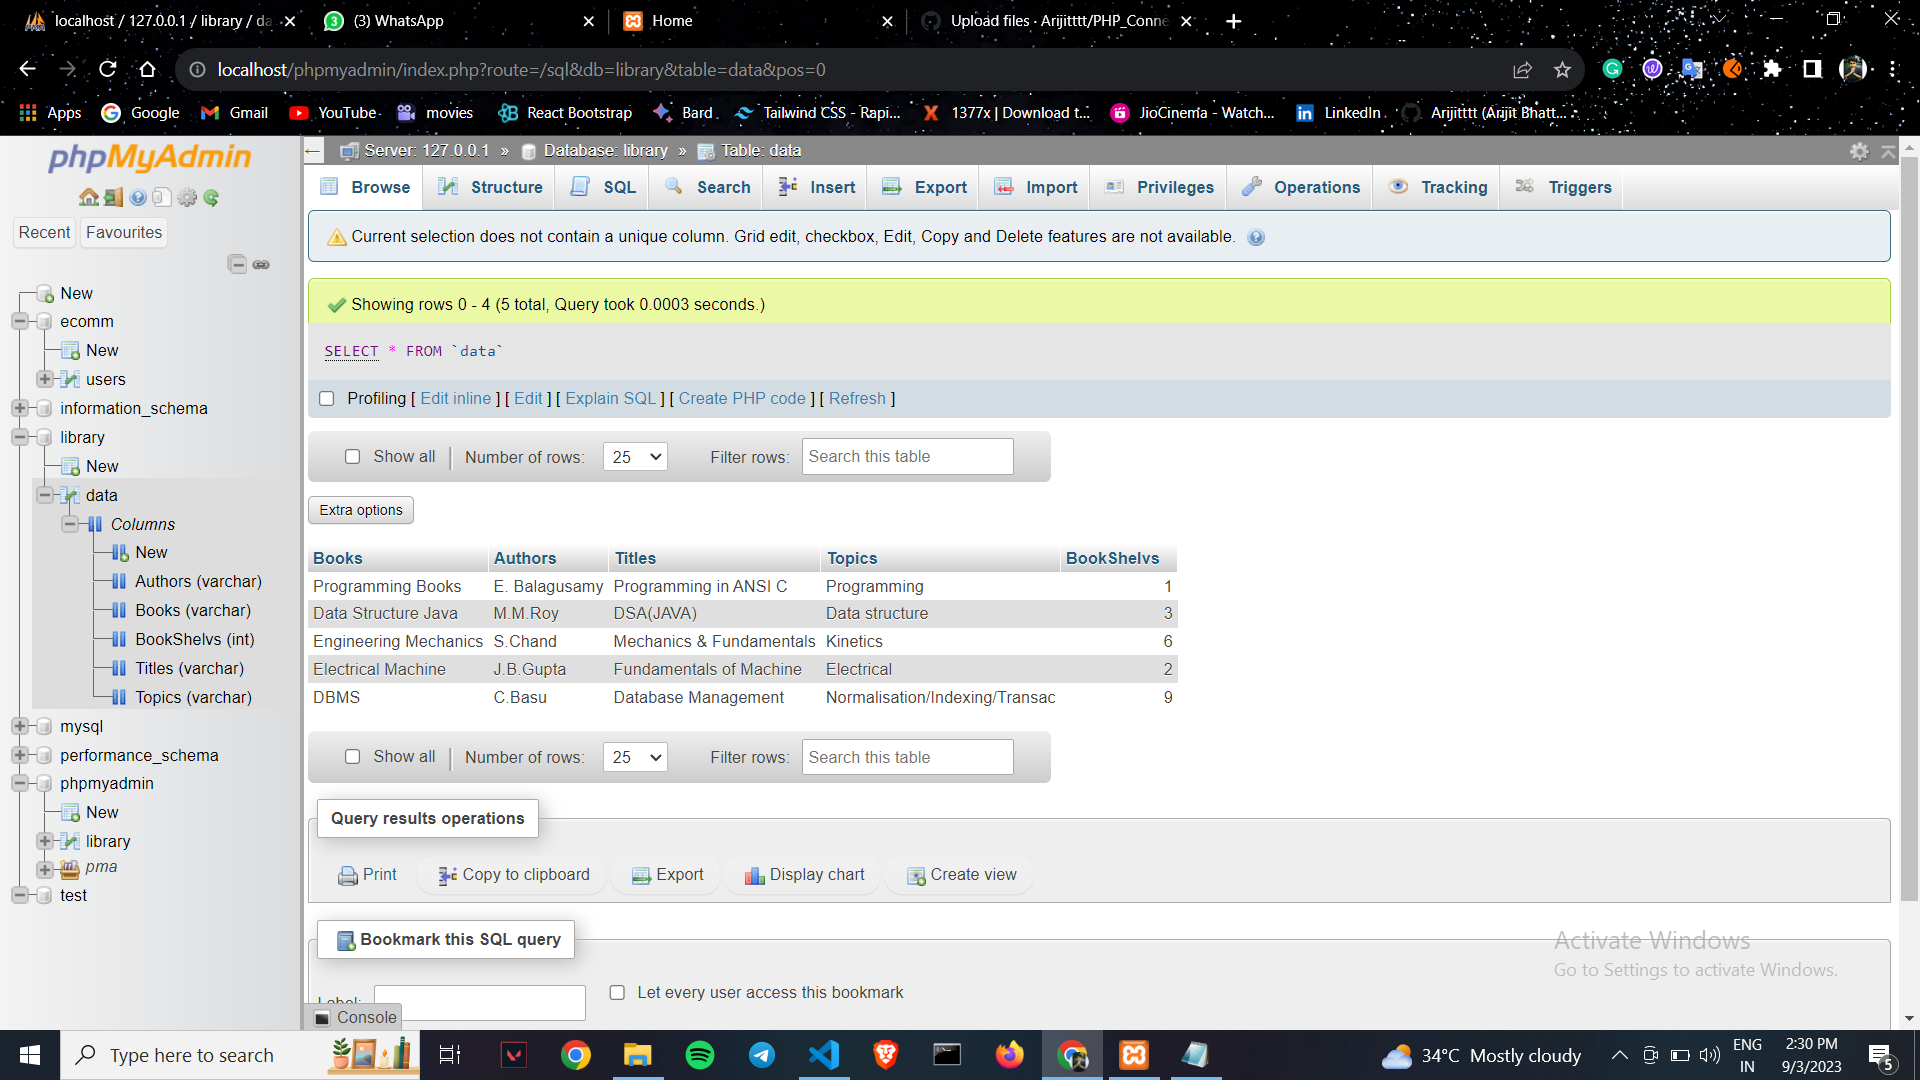 localhost / 127.0.0.1 / library / da
(3) WhatsApp
Home
Upload files · Arijitttt/PHP_Conne
localhost/phpmyadmin/index.php?route=/sql&db=library&table=data&pos=0
Apps Google Gmail YouTube movies React Bootstrap Bard Tailwind CSS - Rapi... 1377x | Download t... JioCinema - Watch... LinkedIn Arijitttt (Arijit Bhatt...
phpMyAdmin
Recent Favourites
New
ecomm
New
users
information_schema
library
New
data
Columns
New
Authors (varchar)
Books (varchar)
BookShelvs (int)
Titles (varchar)
Topics (varchar)
mysql
performance_schema
phpmyadmin
New
library
pma
test
Server: 127.0.0.1 » Database: library » Table: data
Browse Structure SQL Search Insert Export Import Privileges Operations Tracking Triggers
Current selection does not contain a unique column. Grid edit, checkbox, Edit, Copy and Delete features are not available.
Showing rows 0 - 4 (5 total, Query took 0.0003 seconds.)
SELECT * FROM `data`
Profiling [ Edit inline ] [ Edit ] [ Explain SQL ] [ Create PHP code ] [ Refresh ]
Show all Number of rows: 25 Filter rows: Search this table
Extra options
Books Authors Titles Topics BookShelvs
Programming Books E. Balagusamy Programming in ANSI C Programming 1
Data Structure Java M.M.Roy DSA(JAVA) Data structure 3
Engineering Mechanics S.Chand Mechanics & Fundamentals Kinetics 6
Electrical Machine J.B.Gupta Fundamentals of Machine Electrical 2
DBMS C.Basu Database Management Normalisation/Indexing/Transac 9
Show all Number of rows: 25 Filter rows: Search this table
Query results operations
Print Copy to clipboard Export Display chart Create view
Bookmark this SQL query
Label: Let every user access this bookmark
Console
Activate Windows
Go to Settings to activate Windows.
Type here to search
34°C Mostly cloudy
ENG
IN
2:30 PM
9/3/2023
5